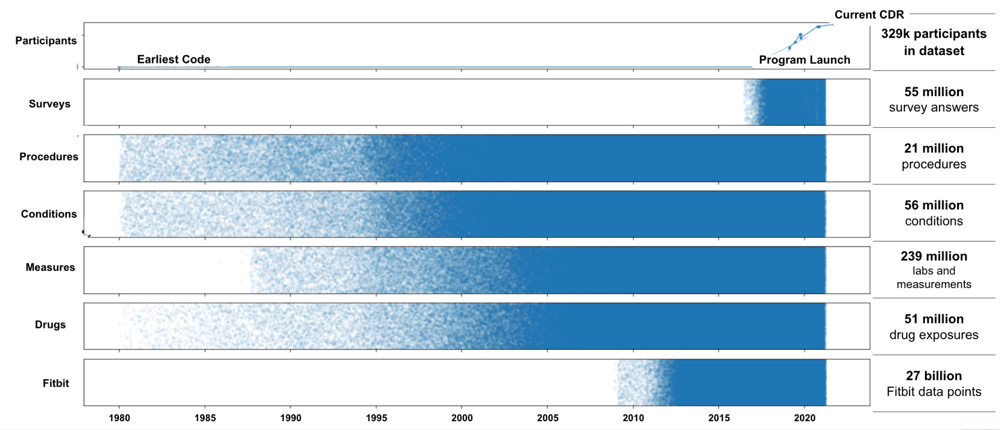 Current CDR
Participants
Earliest Code
Program Launch
329k participants
in dataset
Surveys
55 million
survey answers
Procedures
21 million
procedures
Conditions
56 million
conditions
Measures
239 million
labs and
measurements
Drugs
51 million
drug exposures
Fitbit
27 billion
Fitbit data points
1980 1985 1990 1995 2000 2005 2010 2015 2020